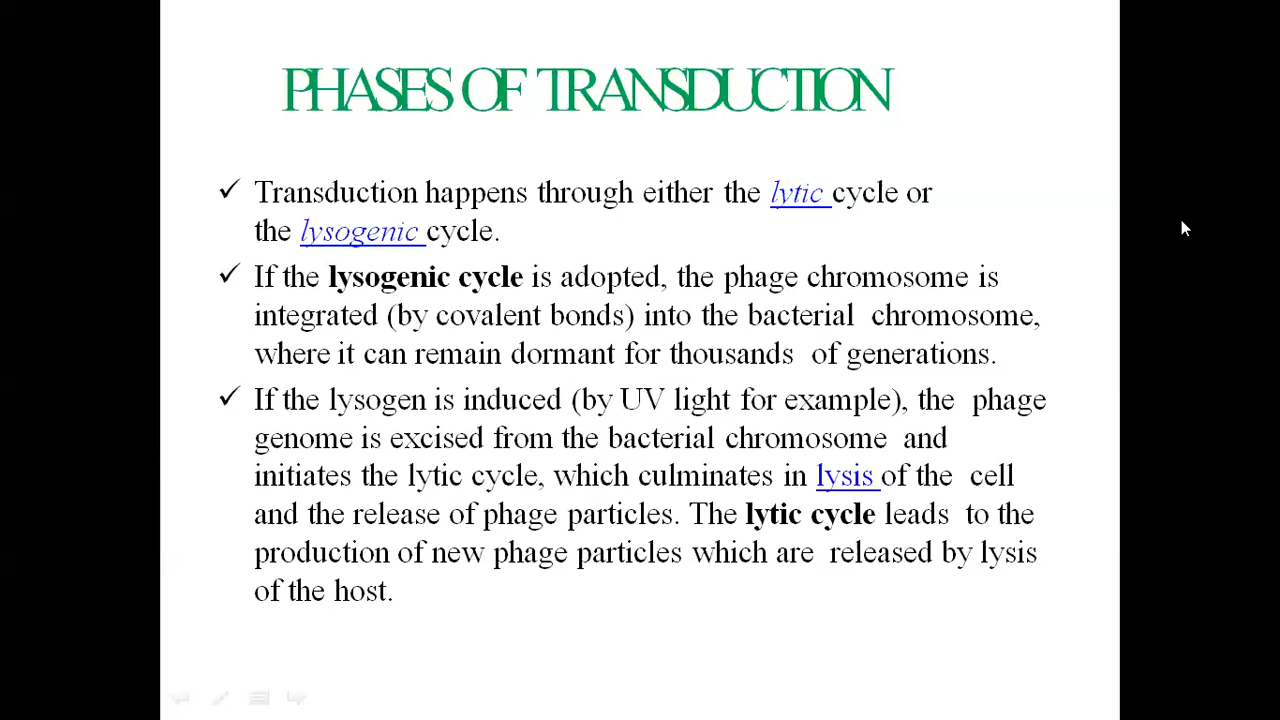 PHASES OF TRANSDUCTION
✓ Transduction happens through either the lytic cycle or
the lysogenic cycle.
✓ If the lysogenic cycle is adopted, the phage chromosome is
integrated (by covalent bonds) into the bacterial chromosome,
where it can remain dormant for thousands of generations.
✓ If the lysogen is induced (by UV light for example), the phage
genome is excised from the bacterial chromosome and
initiates the lytic cycle, which culminates in lysis of the cell
and the release of phage particles. The lytic cycle leads to the
production of new phage particles which are released by lysis
of the host.